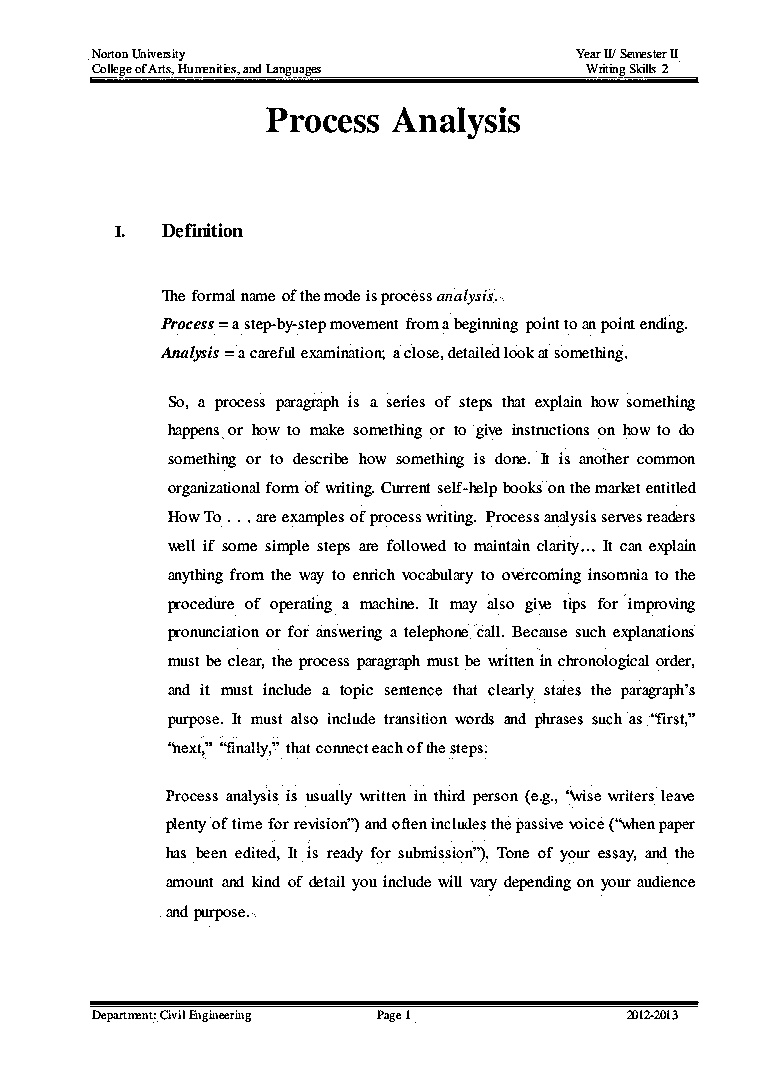 Norton University Year II/ Semester II
College of Arts, Humenities, and Languages Writing Skills 2
Process Analysis
I. Definition
The formal name of the mode is process analysis.
Process = a step-by-step movement from a beginning point to an point ending.
Analysis = a careful examination; a close, detailed look at something.
So, a process paragraph is a series of steps that explain how something
happens or how to make something or to give instructions on how to do
something or to describe how something is done. It is another common
organizational form of writing. Current self-help books on the market entitled
How To . . . are examples of process writing. Process analysis serves readers
well if some simple steps are followed to maintain clarity… It can explain
anything from the way to enrich vocabulary to overcoming insomnia to the
procedure of operating a machine. It may also give tips for improving
pronunciation or for answering a telephone call. Because such explanations
must be clear, the process paragraph must be written in chronological order,
and it must include a topic sentence that clearly states the paragraph’s
purpose. It must also include transition words and phrases such as “first,”
“next,” “finally,” that connect each of the steps:
Process analysis is usually written in third person (e.g., “wise writers leave
plenty of time for revision”) and often includes the passive voice (“when paper
has been edited, It is ready for submission”), Tone of your essay, and the
amount and kind of detail you include will vary depending on your audience
and purpose.
Department: Civil Engineering Page 1 2012-2013